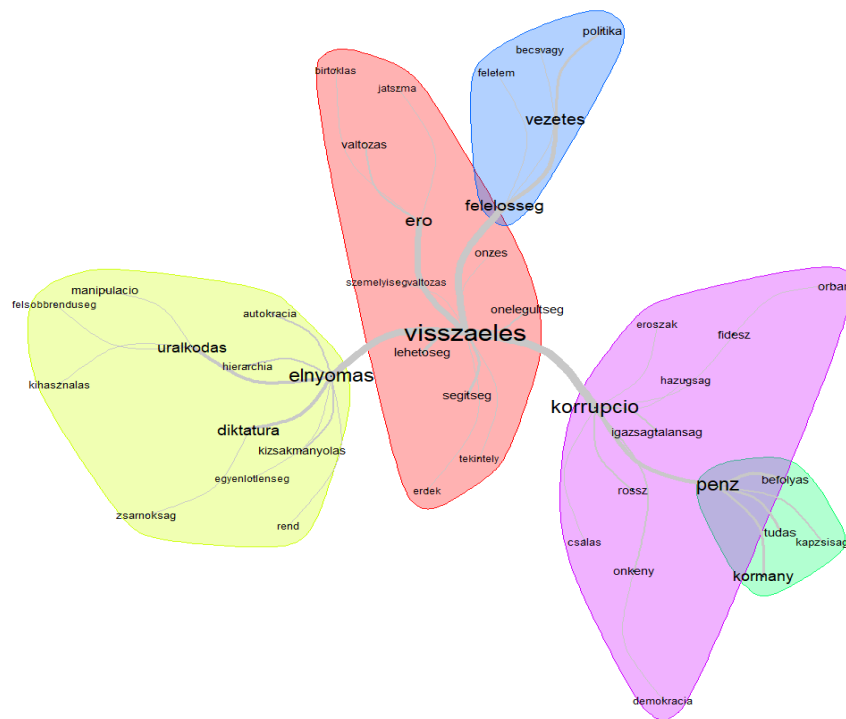 politika
becsvagy
birtoklas
felelem
jatszma
vezetes
valtozas
felelosseg
ero
onzes
szemelyisegvaltozas
manipulacio
felsobbrenduseg
autokracia
onelegultseg
orban
eroszak
visszaeles
fidesz
uralkodas
lehetoseg
hierarchia
elnyomas
kihasznalas
hazugsag
segitseg
korrupcio
diktatura
igazsagtalansag
kizsakmanyolas
tekintely
egyenlotlenseg
befolyas
penz
erdek
rossz
zsarnoksag
rend
tudas
csalas
kapzsisag
onkeny
kormany
demokracia